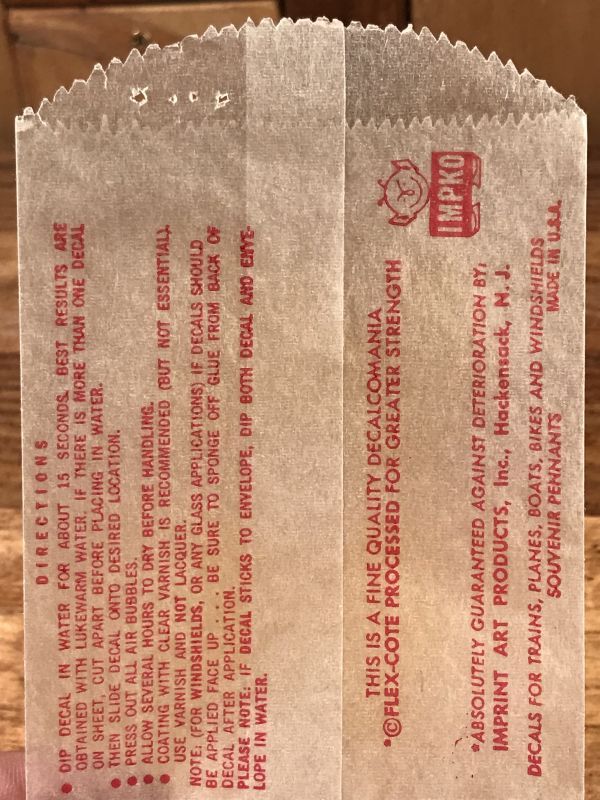 DIRECTIONS
• DIP DECAL IN WATER FOR ABOUT 15 SECONDS. BEST RESULTS ARE
OBTAINED WITH LUKEWARM WATER, IF THERE IS MORE THAN ONE DECAL
ON SHEET, CUT APART BEFORE PLACING IN WATER.
• THEN SLIDE DECAL ONTO DESIRED LOCATION.
• PRESS OUT ALL AIR BUBBLES.
• ALLOW SEVERAL HOURS TO DRY BEFORE HANDLING.
• COATING WITH CLEAR VARNISH IS RECOMMENDED (BUT NOT ESSENTIAL).
USE VARNISH AND NOT LACQUER.
NOTE: (FOR WINDSHIELDS, OR ANY GLASS APPLICATIONS) IF DECALS SHOULD
BE APPLIED FACE UP .... BE SURE TO SPONGE OFF GLUE FROM BACK OF
DECAL AFTER APPLICATION.
PLEASE NOTE: IF DECAL STICKS TO ENVELOPE, DIP BOTH DECAL AND ENVE-
LOPE IN WATER.
IMPKO
THIS IS A FINE QUALITY DECALCOMANIA
*©FLEX-COTE PROCESSED FOR GREATER STRENGTH
*ABSOLUTELY GUARANTEED AGAINST DETERIORATION BY:
IMPRINT ART PRODUCTS, Inc., Hackensack, N. J.
DECALS FOR TRAINS, PLANES, BOATS, BIKES AND WINDSHIELDS
SOUVENIR PENNANTS MADE IN U.S.A.